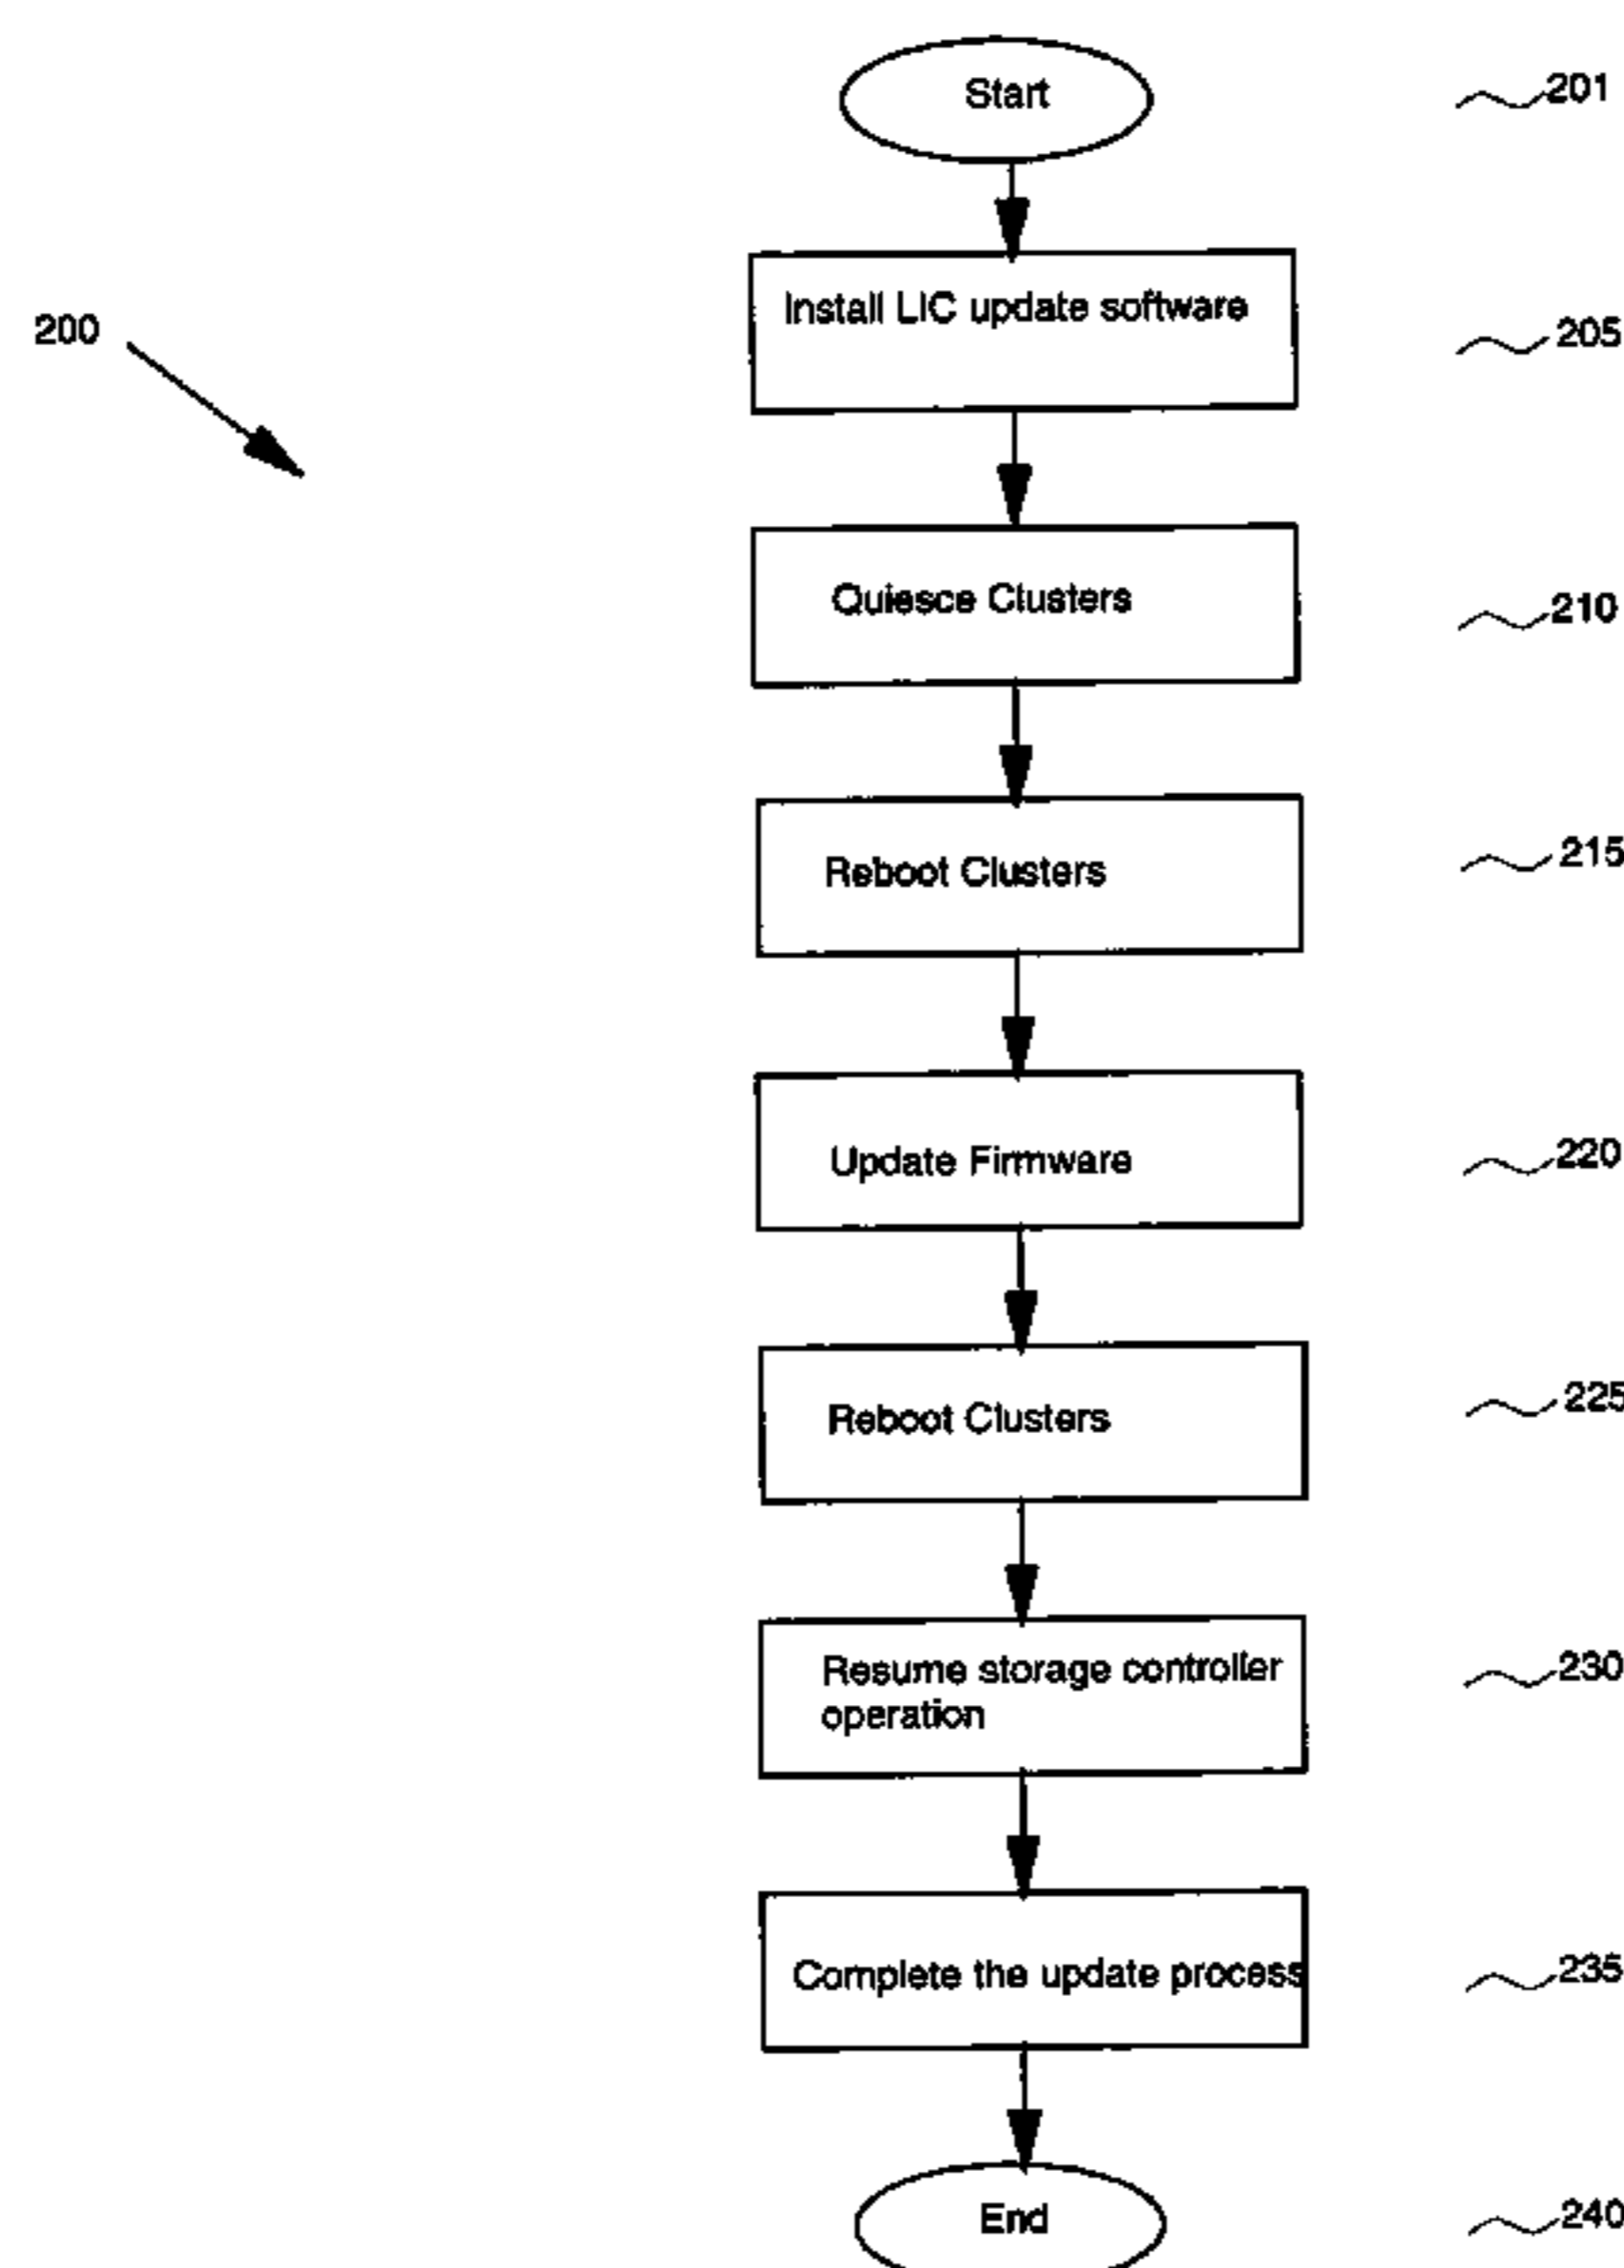 Start
201
200
Install LIC update software
205
Quiesce Clusters
210
Reboot Clusters
215
Update Firmware
220
Reboot Clusters
225
Resume storage controller
operation
230
Complete the update process
235
End
240